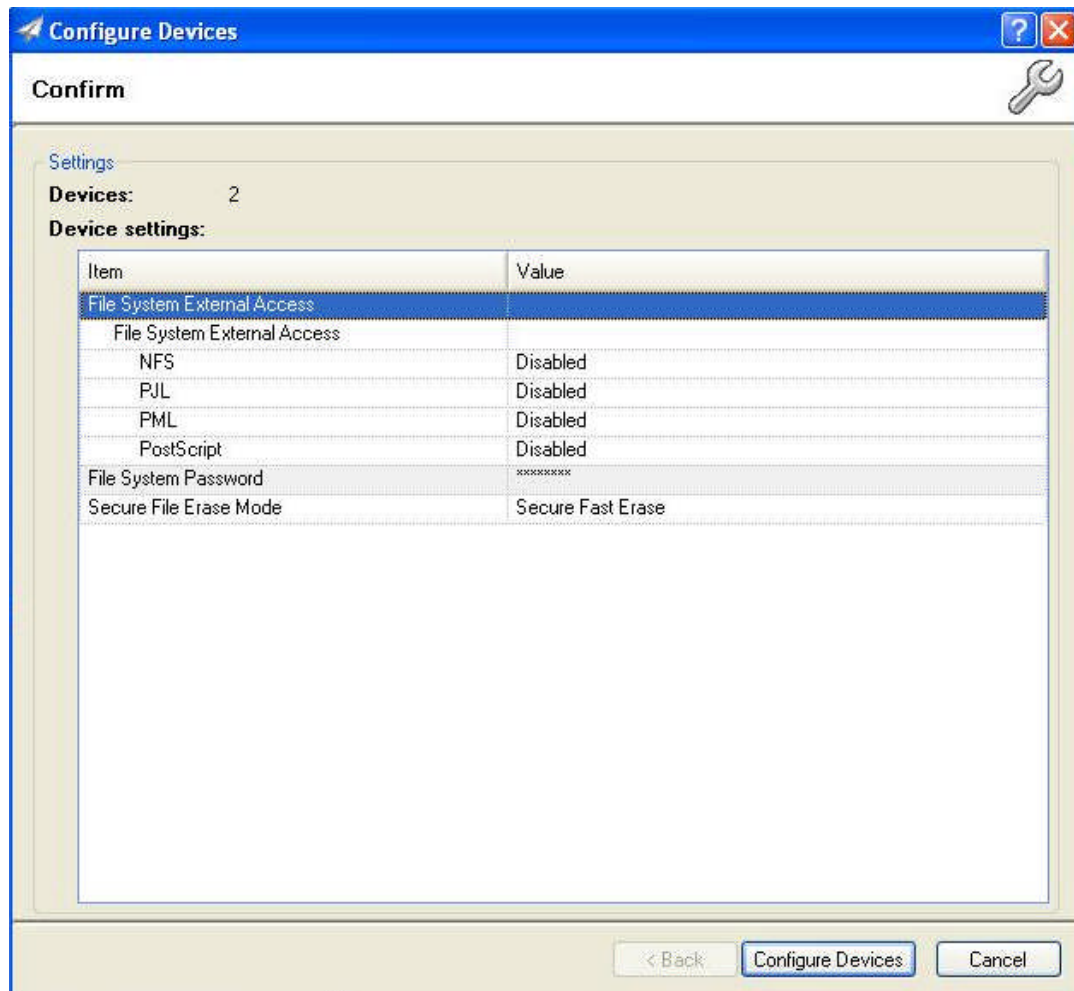 Configure Devices
Confirm
Settings
Devices: 2
Device settings:
Item Value
File System External Access
File System External Access
NFS Disabled
PJL Disabled
PML Disabled
PostScript Disabled
File System Password ********
Secure File Erase Mode Secure Fast Erase
< Back Configure Devices Cancel